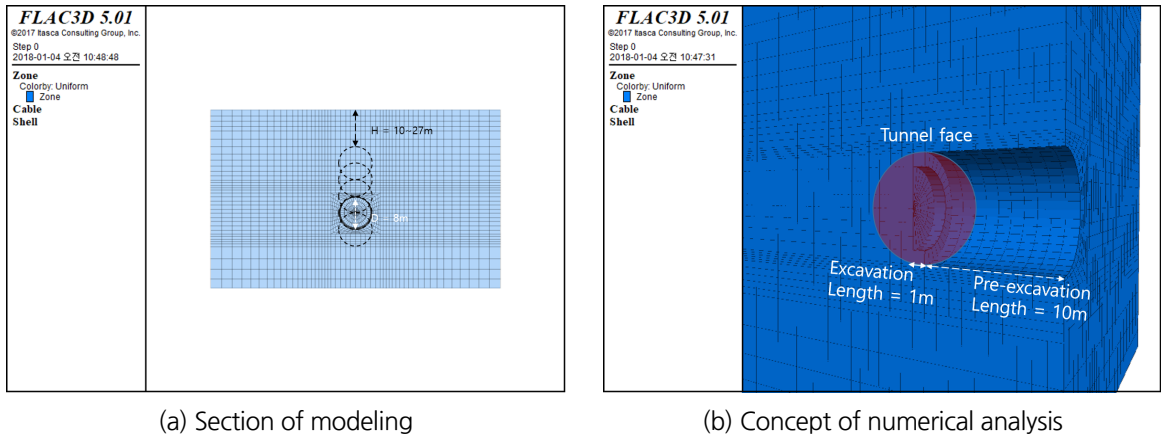 FLAC3D 5.01
©2017 Itasca Consulting Group, Inc.
Step 0
2018-01-04 오전 10:48:48
Zone
Colorby: Uniform
Zone
Cable
Shell
H = 10~27m
D = 8m
(a) Section of modeling
FLAC3D 5.01
©2017 Itasca Consulting Group, Inc.
Step 0
2018-01-04 오전 10:47:31
Zone
Colorby: Uniform
Zone
Cable
Shell
Tunnel face
Excavation
Length = 1m
Pre-excavation
Length = 10m
(b) Concept of numerical analysis